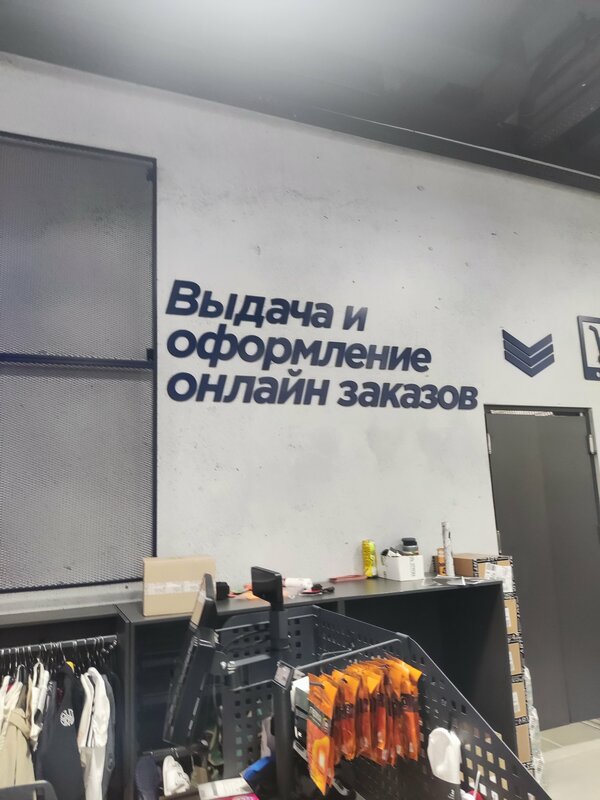 Выдача и
оформление
онлайн заказов